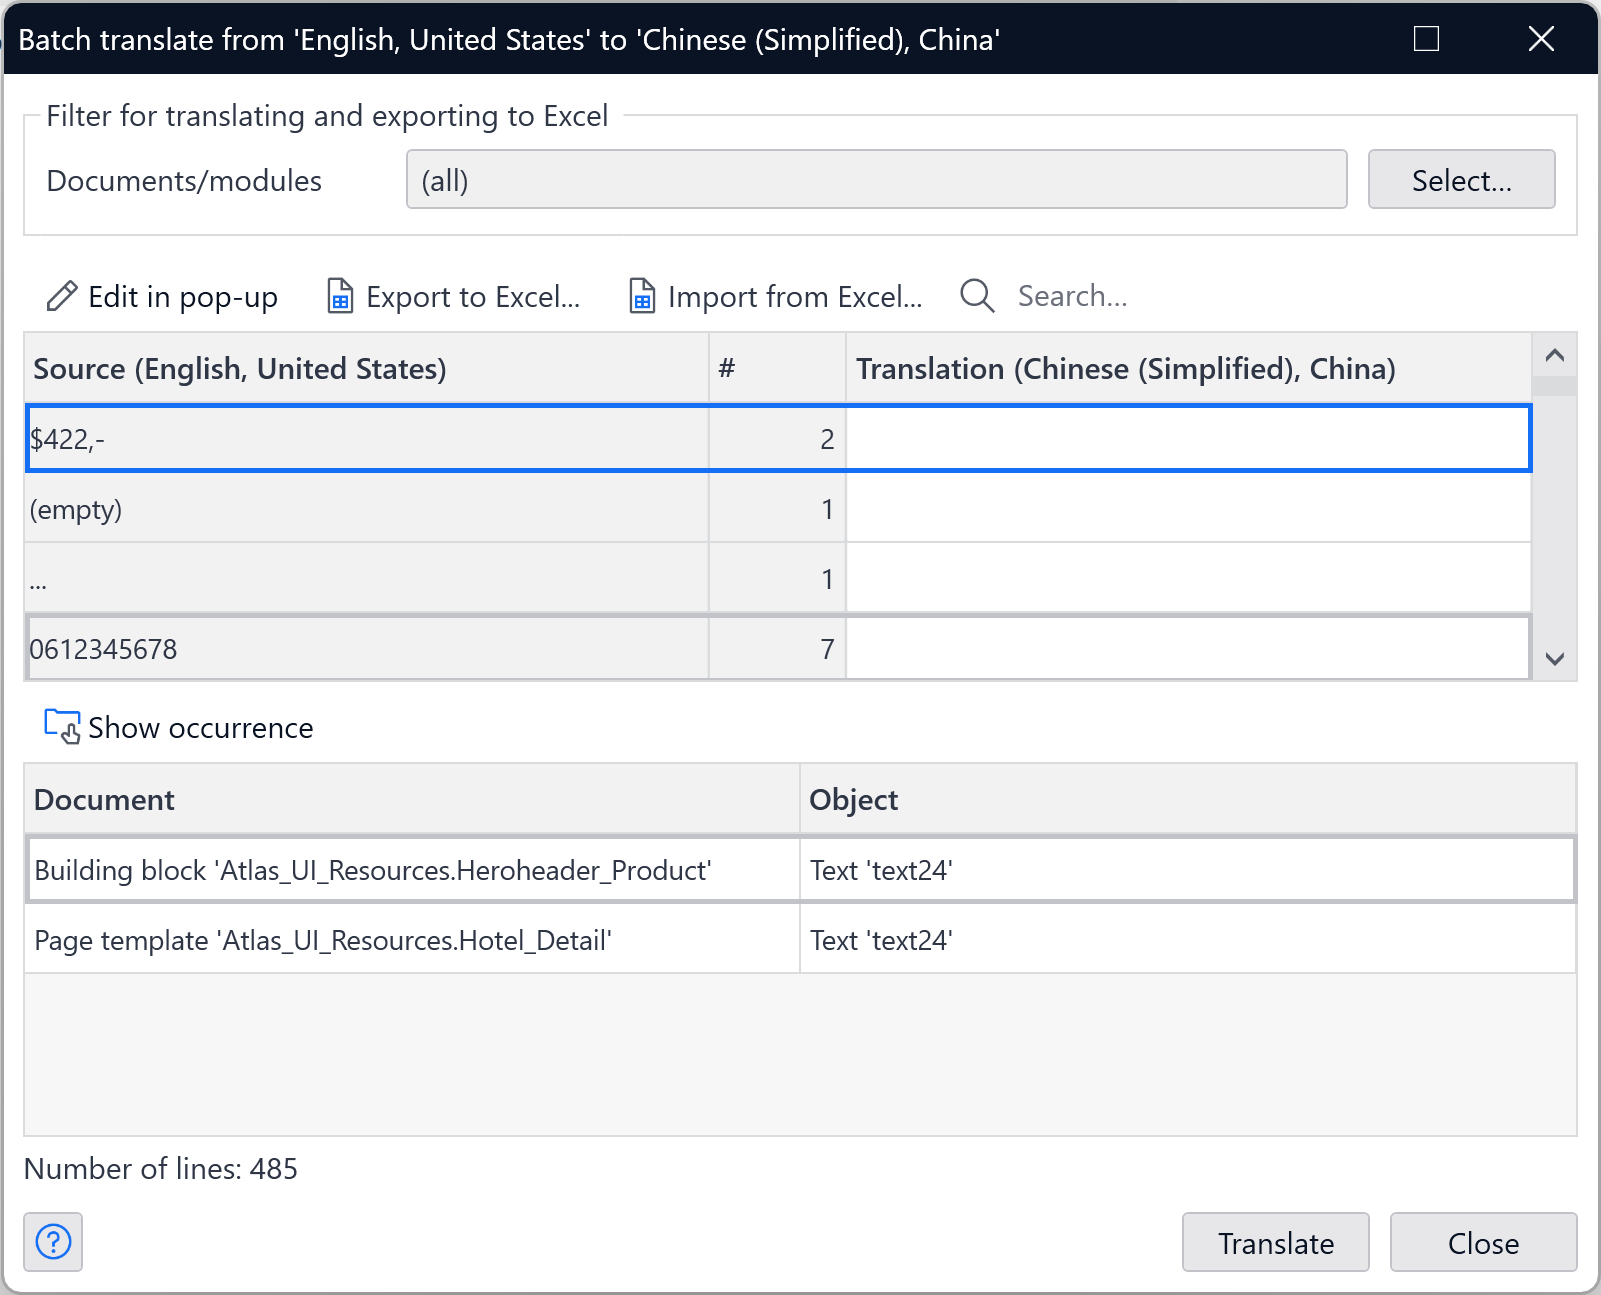 Batch translate from 'English, United States' to 'Chinese (Simplified), China'
Filter for translating and exporting to Excel
Documents/modules (all) Select...
Edit in pop-up Export to Excel... Import from Excel... Search...
Source (English, United States) # Translation (Chinese (Simplified), China)
$422,- 2
(empty) 1
... 1
0612345678 7
Show occurrence
Document Object
Building block 'Atlas_UI_Resources.Heroheader_Product' Text 'text24'
Page template 'Atlas_UI_Resources.Hotel_Detail' Text 'text24'
Number of lines: 485
? Translate Close